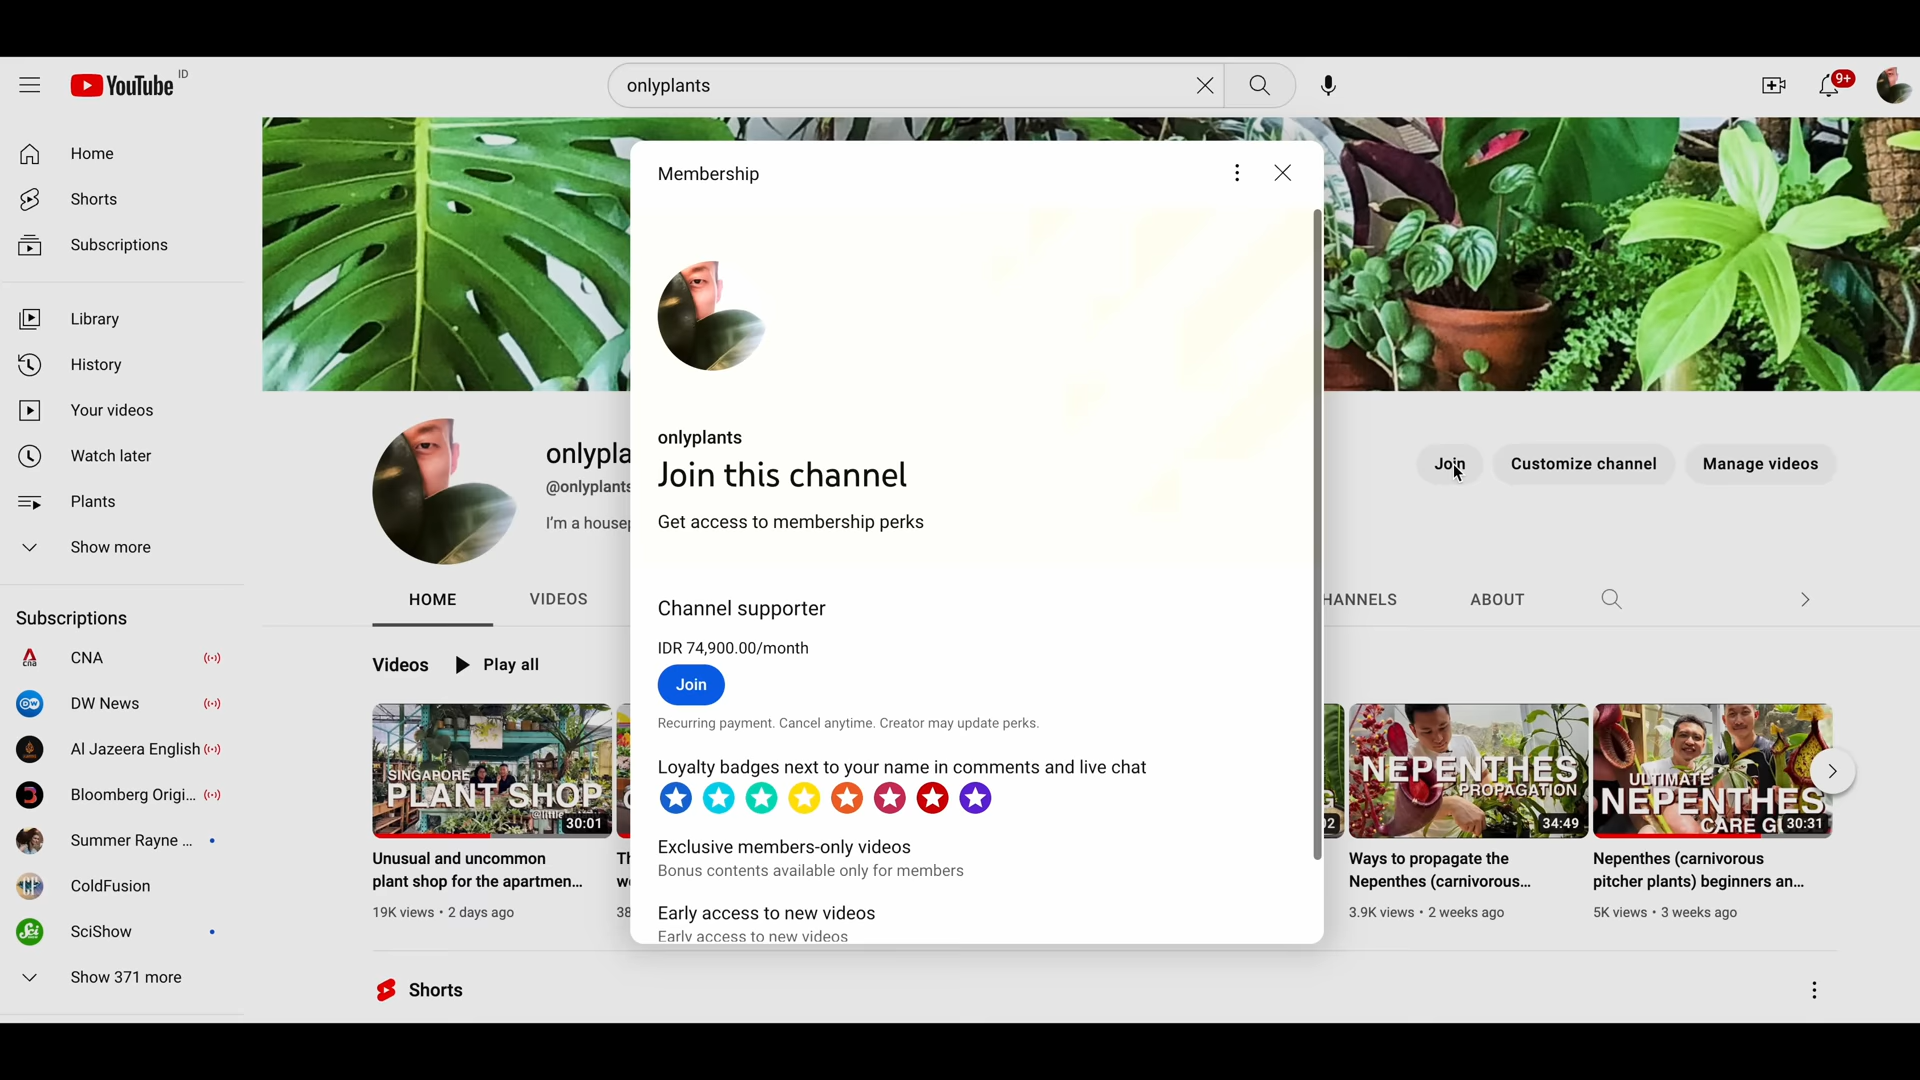 YouTube ID
onlyplants
9+
Home
Shorts
Subscriptions
Library
History
Your videos
Watch later
Plants
Show more
Subscriptions
CNA
DW News
Al Jazeera English
Bloomberg Origi...
Summer Rayne ...
ColdFusion
SciShow
Show 371 more
onlypla
@onlyplants
I'm a housep
Join
Customize channel
Manage videos
HOME
VIDEOS
HANNELS
ABOUT
Videos
Play all
SINGAPORE
PLANT SHOP
30:01
Unusual and uncommon
plant shop for the apartmen...
19K views • 2 days ago
Membership
onlyplants
Join this channel
Get access to membership perks
Channel supporter
IDR 74,900.00/month
Join
Recurring payment. Cancel anytime. Creator may update perks.
Loyalty badges next to your name in comments and live chat
Exclusive members-only videos
Bonus contents available only for members
Early access to new videos
Early access to new videos
NEPENTHES
PROPAGATION
34:49
Ways to propagate the
Nepenthes (carnivorous...
3.9K views • 2 weeks ago
ULTIMATE
NEPENTHES
CARE GU
30:31
Nepenthes (carnivorous
pitcher plants) beginners an...
5K views • 3 weeks ago
Shorts